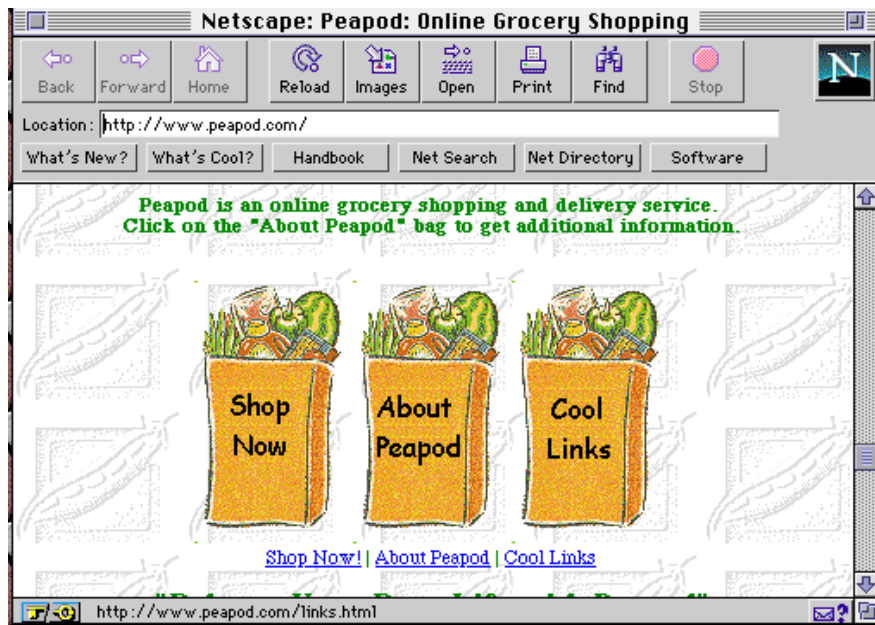 Netscape: Peapod: Online Grocery Shopping
Back Forward Home Reload Images Open Print Find Stop
N
Location: http://www.peapod.com/
What's New? What's Cool? Handbook Net Search Net Directory Software
Peapod is an online grocery shopping and delivery service.
Click on the "About Peapod" bag to get additional information.
Shop Now
About Peapod
Cool Links
Shop Now! | About Peapod | Cool Links
http://www.peapod.com/links.html